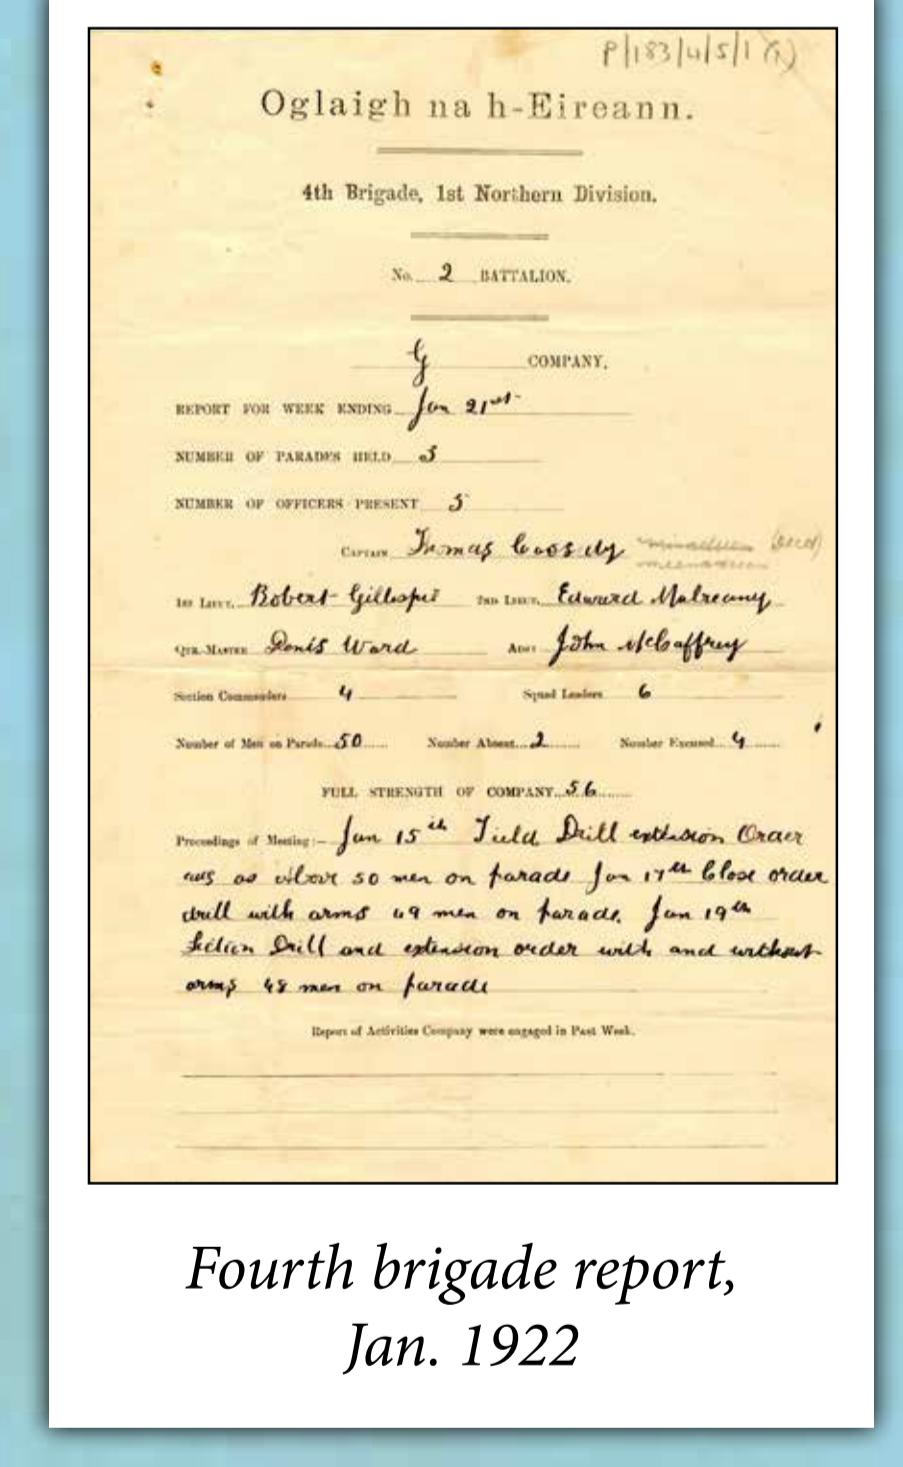 P/183/4/5/1
Oglaigh na h-Eireann.
4th Brigade, 1st Northern Division.
No. 2 BATTALION.
G COMPANY.
REPORT FOR WEEK ENDING Jan 21st
NUMBER OF PARADES HELD 3
NUMBER OF OFFICERS PRESENT 5
CAPTAIN Thomas Cassidy
1ST LIEUT. Robert Gillespie 2ND LIEUT. Edward Mulreany
QTR.-MASTER Denis Ward ADJT John McCaffrey
Section Commanders 4 Squad Leaders 6
Number of Men on Parade 50 Number Absent 2 Number Excused 4
FULL STRENGTH OF COMPANY 56
Proceedings of Meeting:— Jan 15th Field Drill extension Order
as above 50 men on parade Jan 17th Close order
drill with arms 49 men on parade. Jan 19th
Section Drill and extension order with and without
arms 48 men on parade
Report of Activities Company were engaged in Past Week.
Fourth brigade report,
Jan. 1922